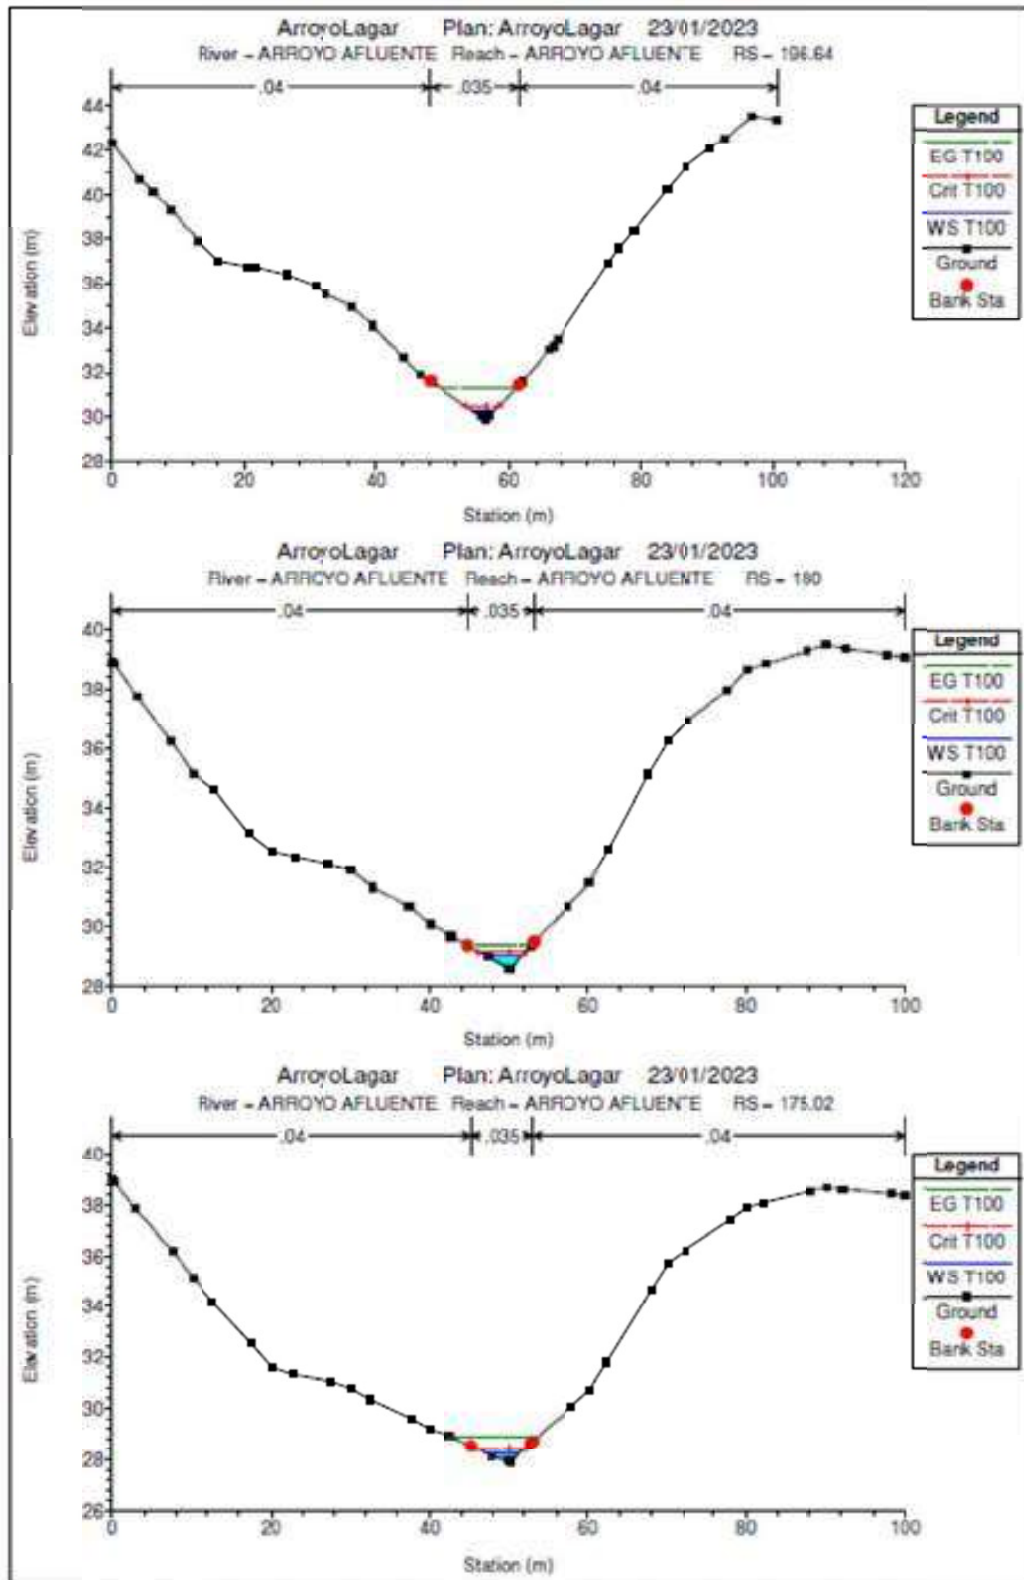 ArroyoLagar Plan: ArroyoLagar 23/01/2023
River = ARROYO AFLUENTE Reach = ARROYO AFLUENTE RS = 196.64
.04 .035 .04
44
42
40
38
36
34
32
30
28
Elevation (m)
0 20 40 60 80 100 120
Station (m)
Legend
EG T100
Crit T100
WS T100
Ground
Bank Sta
ArroyoLagar Plan: ArroyoLagar 23/01/2023
River = ARROYO AFLUENTE Reach = ARROYO AFLUENTE RS = 180
.04 .035 .04
40
38
36
34
32
30
28
Elevation (m)
0 20 40 60 80 100
Station (m)
Legend
EG T100
Crit T100
WS T100
Ground
Bank Sta
ArroyoLagar Plan: ArroyoLagar 23/01/2023
River = ARROYO AFLUENTE Reach = ARROYO AFLUENTE RS = 175.02
.04 .035 .04
40
38
36
34
32
30
28
26
Elevation (m)
0 20 40 60 80 100
Station (m)
Legend
EG T100
Crit T100
WS T100
Ground
Bank Sta